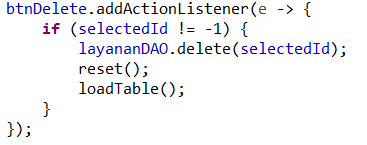 btnDelete.addActionListener(e -> {
    if (selectedId != -1) {
        layananDAO.delete(selectedId);
        reset();
        loadTable();
    }
});